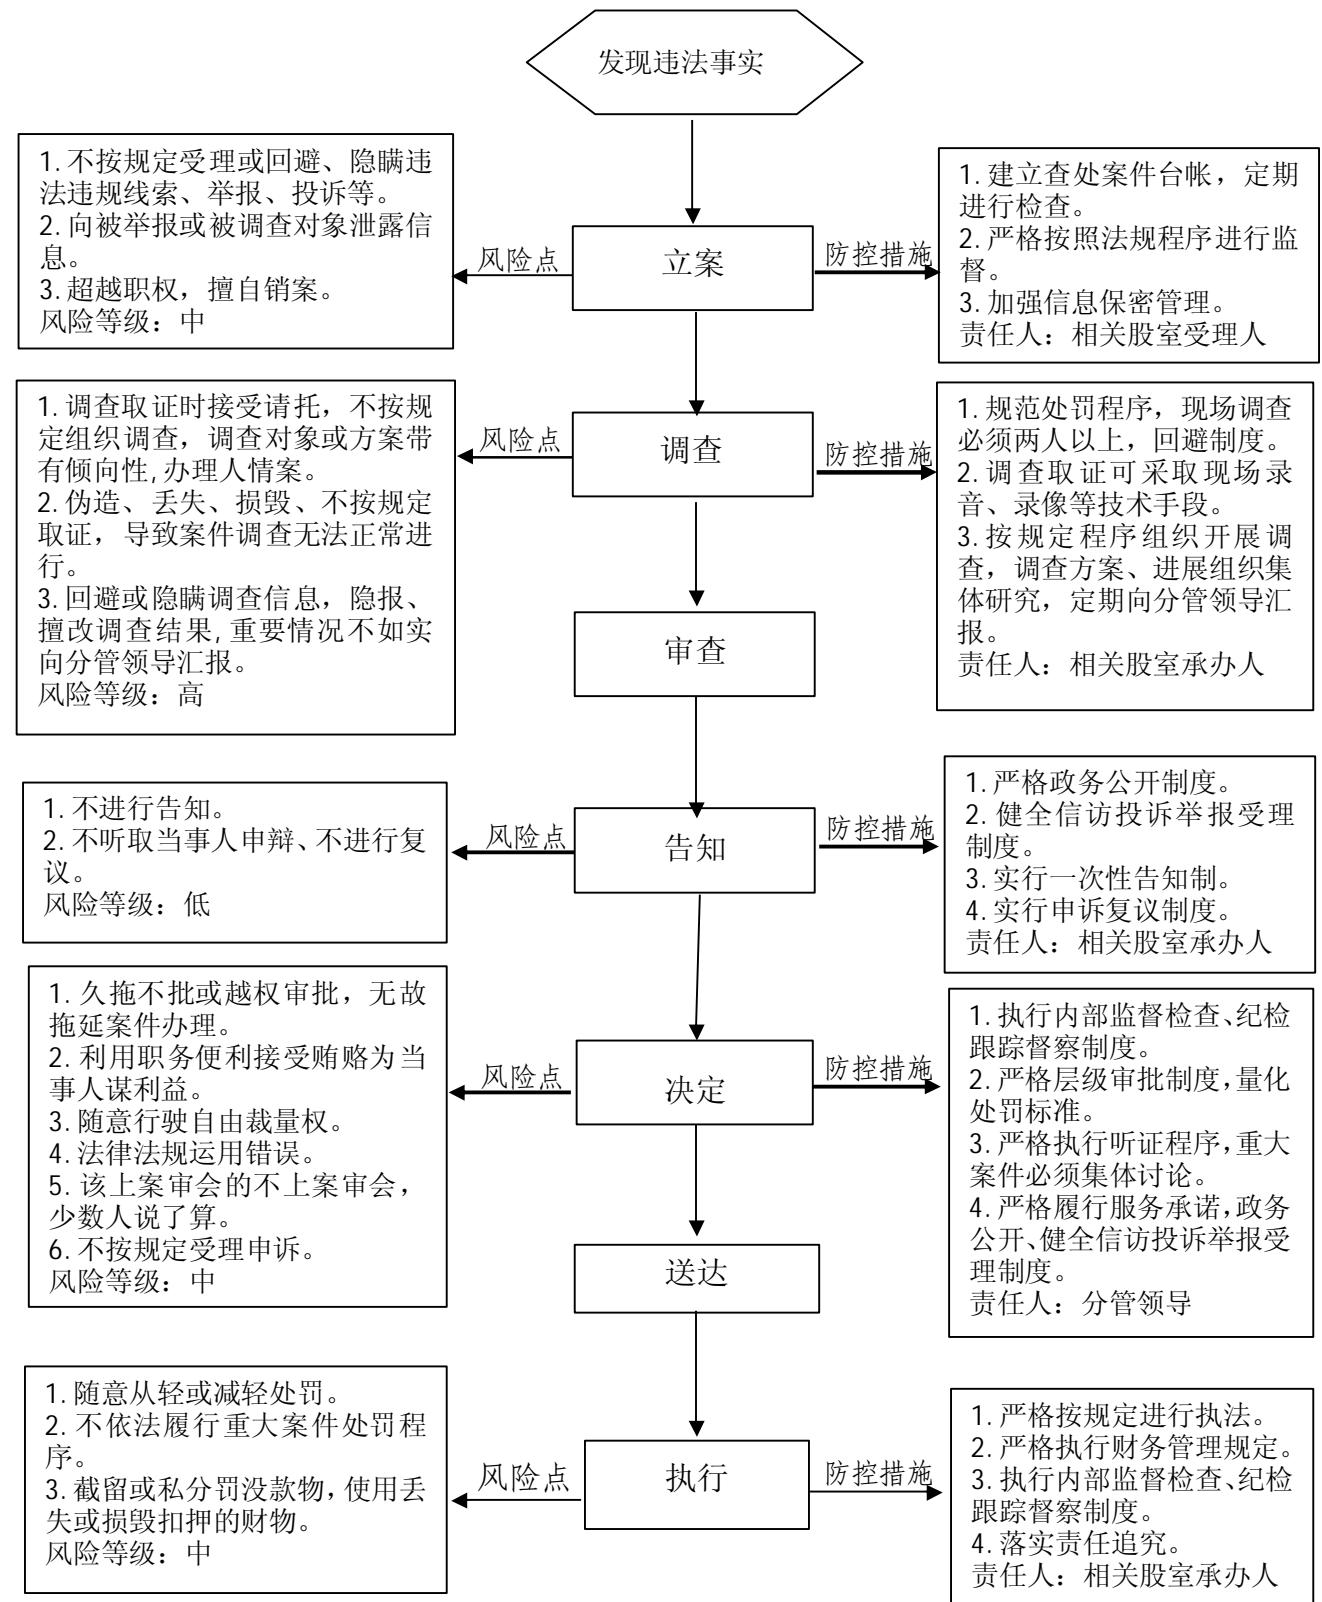 发现违法事实
1.不按规定受理或回避、隐瞒违
法违规线索、举报、投诉等。
2.向被举报或被调查对象泄露信
息。
3.超越职权，擅自销案。
风险等级：中
风险点
立案
防控措施
1.建立查处案件台帐，定期
进行检查。
2.严格按照法规程序进行监
督。
3.加强信息保密管理。
责任人：相关股室受理人
1.调查取证时接受请托，不按规
定组织调查，调查对象或方案带
有倾向性,办理人情案。
2.伪造、丢失、损毁、不按规定
取证，导致案件调查无法正常进
行。
3.回避或隐瞒调查信息，隐报、
擅改调查结果,重要情况不如实
向分管领导汇报。
风险等级：高
风险点
调查
防控措施
1.规范处罚程序，现场调查
必须两人以上，回避制度。
2.调查取证可采取现场录
音、录像等技术手段。
3.按规定程序组织开展调
查，调查方案、进展组织集
体研究，定期向分管领导汇
报。
责任人：相关股室承办人
审查
1.不进行告知。
2.不听取当事人申辩、不进行复
议。
风险等级：低
风险点
告知
防控措施
1.严格政务公开制度。
2.健全信访投诉举报受理
制度。
3.实行一次性告知制。
4.实行申诉复议制度。
责任人：相关股室承办人
1.久拖不批或越权审批，无故
拖延案件办理。
2.利用职务便利接受贿赂为当
事人谋利益。
3.随意行驶自由裁量权。
4.法律法规运用错误。
5.该上案审会的不上案审会，
少数人说了算。
6.不按规定受理申诉。
风险等级：中
风险点
决定
防控措施
1.执行内部监督检查、纪检
跟踪督察制度。
2.严格层级审批制度，量化
处罚标准。
3.严格执行听证程序，重大
案件必须集体讨论。
4.严格履行服务承诺，政务
公开、健全信访投诉举报受
理制度。
责任人：分管领导
送达
1.随意从轻或减轻处罚。
2.不依法履行重大案件处罚程
序。
3.截留或私分罚没款物，使用丢
失或损毁扣押的财物。
风险等级：中
风险点
执行
防控措施
1.严格按规定进行执法。
2.严格执行财务管理规定。
3.执行内部监督检查、纪检
跟踪督察制度。
4.落实责任追究。
责任人：相关股室承办人